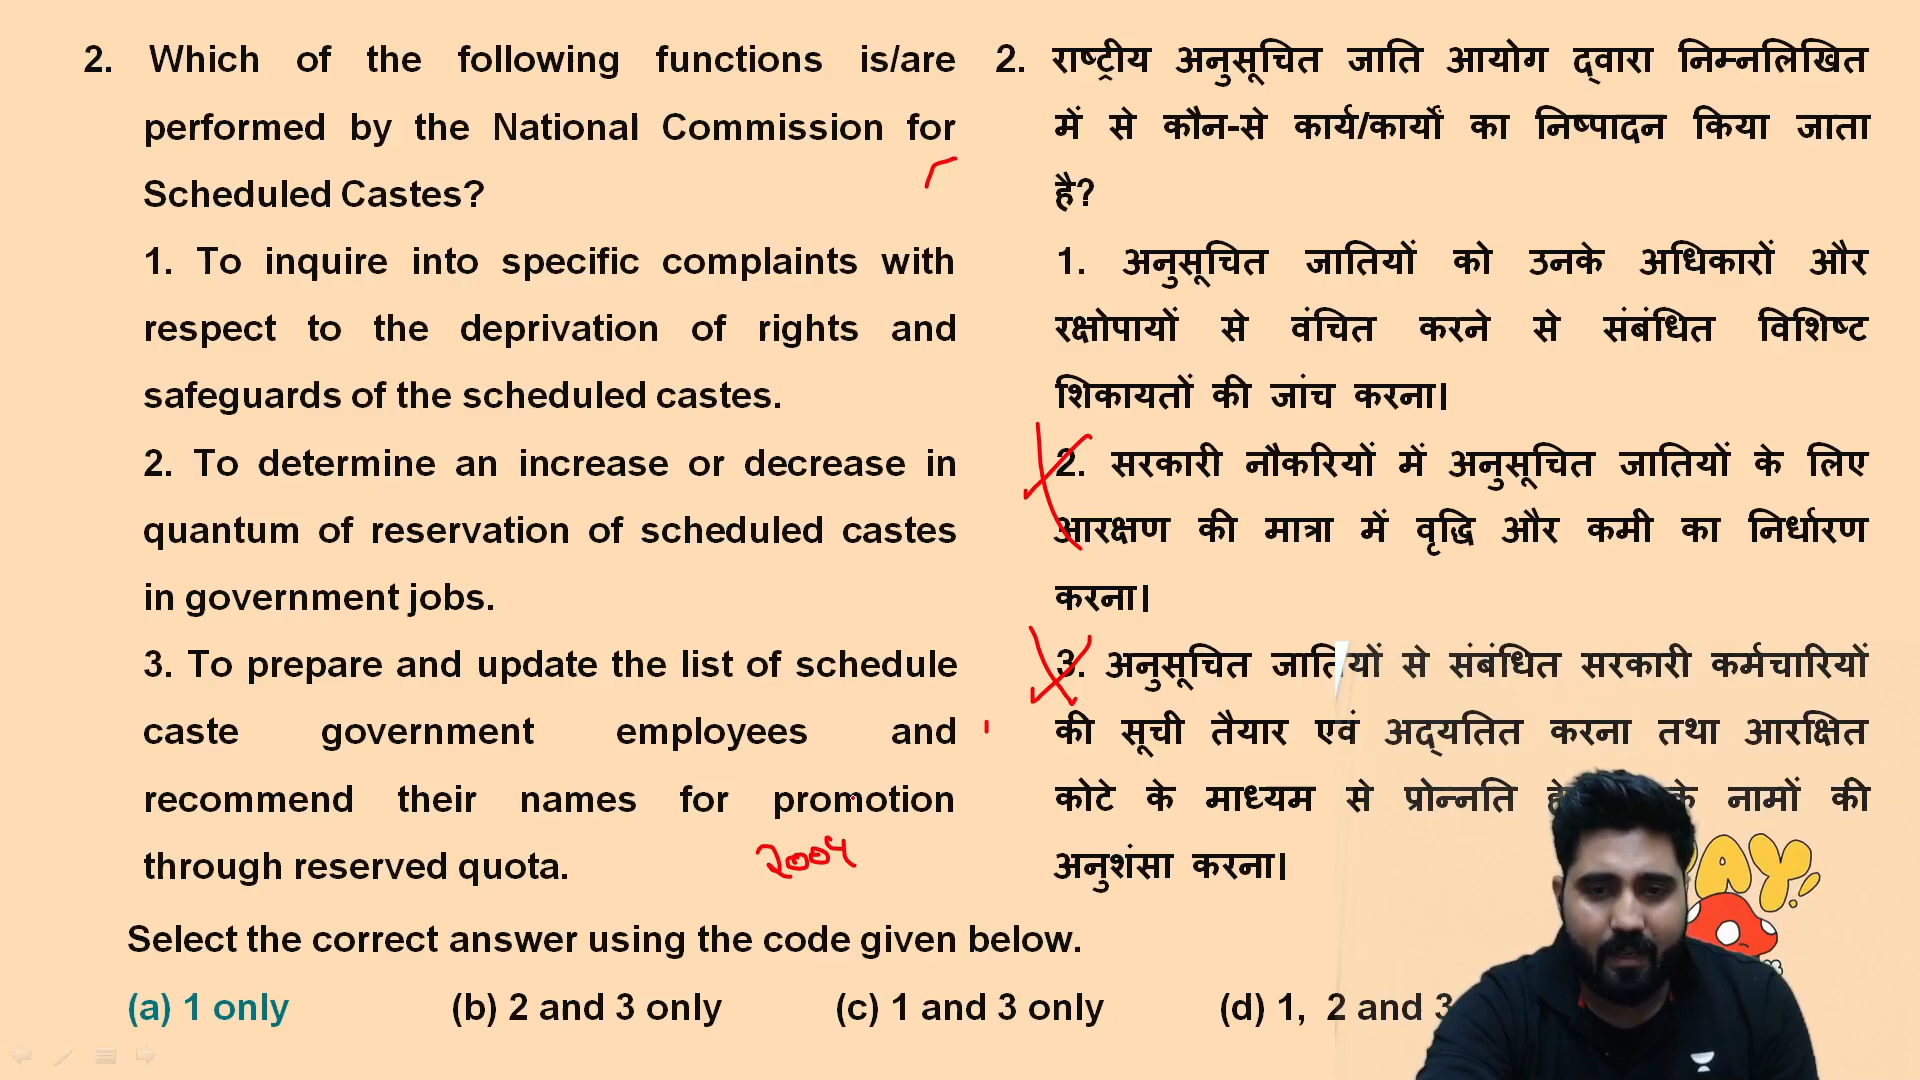 2. Which of the following functions is/are
performed by the National Commission for
Scheduled Castes?
1. To inquire into specific complaints with
respect to the deprivation of rights and
safeguards of the scheduled castes.
2. To determine an increase or decrease in
quantum of reservation of scheduled castes
in government jobs.
3. To prepare and update the list of schedule
caste government employees and
recommend their names for promotion
through reserved quota.
2004
Select the correct answer using the code given below.
(a) 1 only (b) 2 and 3 only (c) 1 and 3 only (d) 1, 2 and 3
2. राष्ट्रीय अनुसूचित जाति आयोग द्वारा निम्नलिखित
में से कौन-से कार्य/कार्यों का निष्पादन किया जाता
है?
1. अनुसूचित जातियों को उनके अधिकारों और
रक्षोपायों से वंचित करने से संबंधित विशिष्ट
शिकायतों की जांच करना।
2. सरकारी नौकरियों में अनुसूचित जातियों के लिए
आरक्षण की मात्रा में वृद्धि और कमी का निर्धारण
करना।
3. अनुसूचित जातियों से संबंधित सरकारी कर्मचारियों
की सूची तैयार एवं अद्यतित करना तथा आरक्षित
कोटे के माध्यम से प्रोन्नति के नामों की
अनुशंसा करना।
AY!